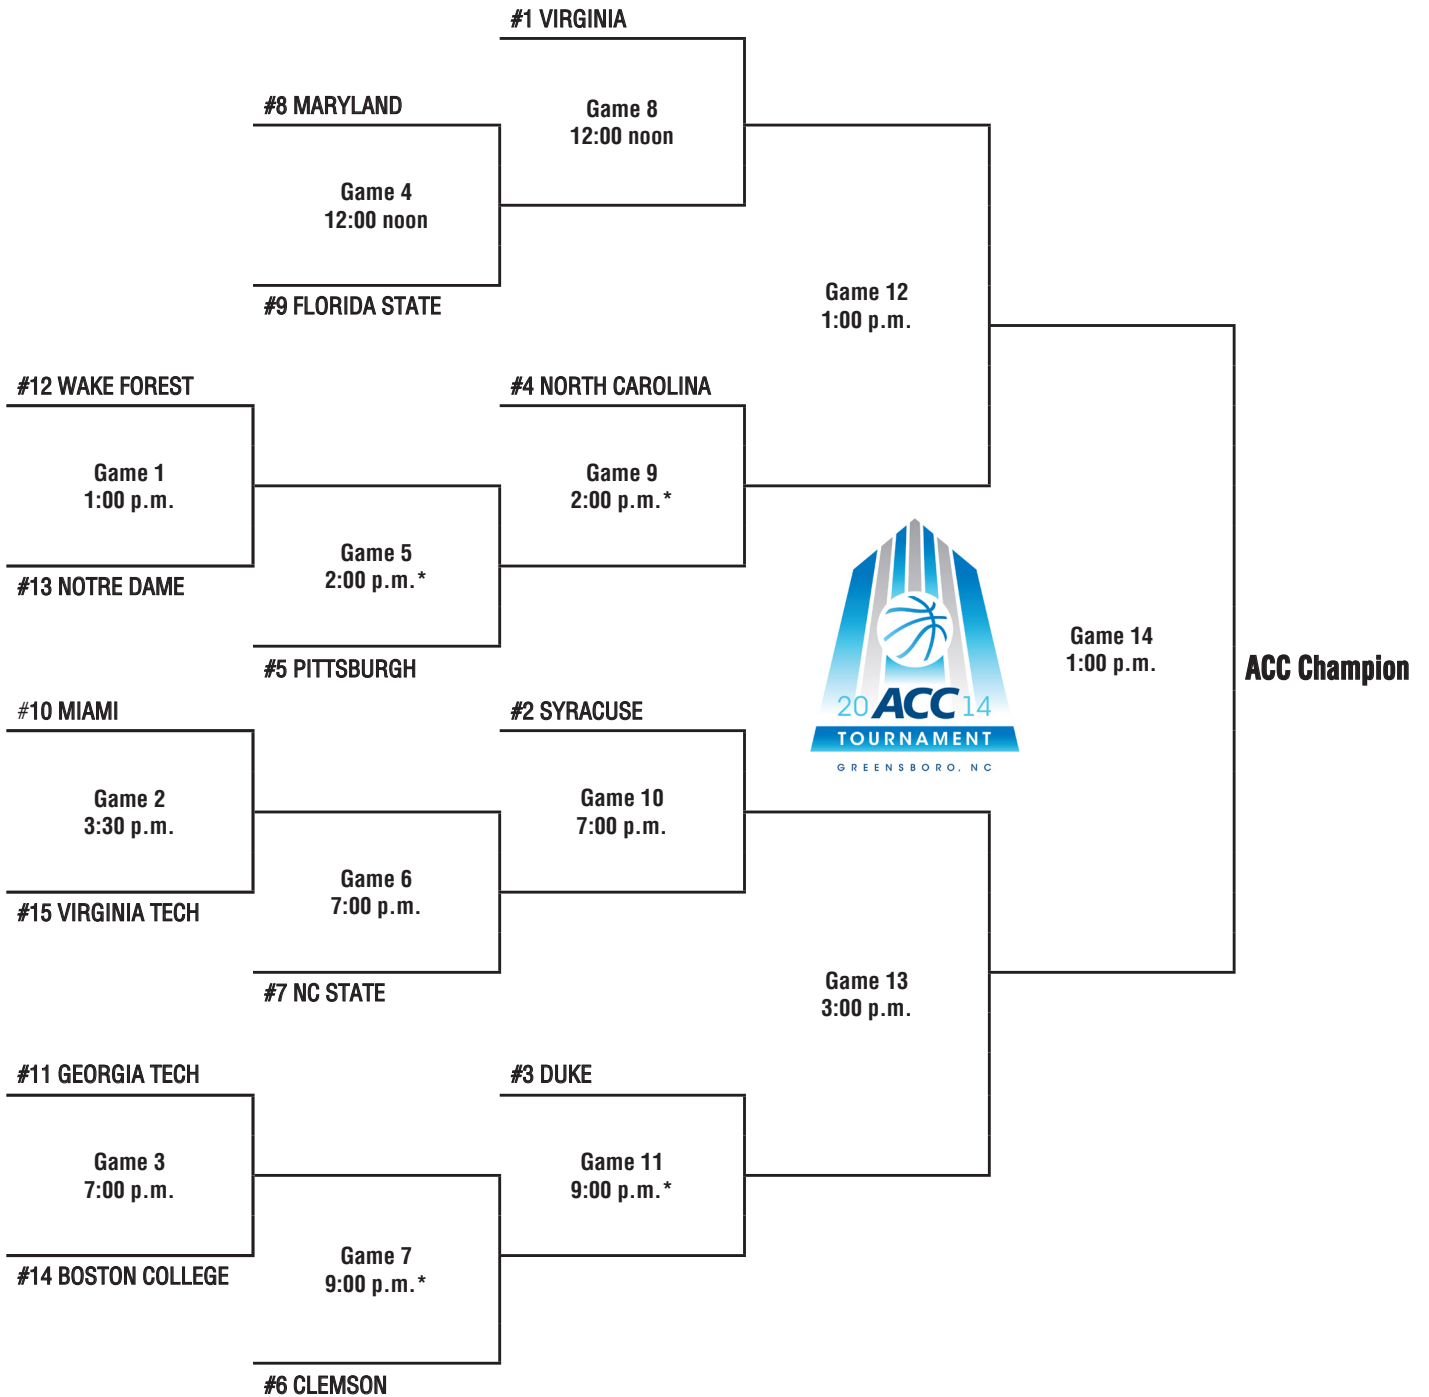 #1 VIRGINIA
#8 MARYLAND
Game 8
12:00 noon
Game 4
12:00 noon
#9 FLORIDA STATE
Game 12
1:00 p.m.
#12 WAKE FOREST
#4 NORTH CAROLINA
Game 1
1:00 p.m.
Game 9
2:00 p.m.*
Game 5
2:00 p.m.*
#13 NOTRE DAME
#5 PITTSBURGH
Game 14
1:00 p.m.
ACC Champion
20 ACC 14
TOURNAMENT
GREENSBORO, NC
#10 MIAMI
#2 SYRACUSE
Game 2
3:30 p.m.
Game 10
7:00 p.m.
Game 6
7:00 p.m.
#15 VIRGINIA TECH
#7 NC STATE
Game 13
3:00 p.m.
#11 GEORGIA TECH
#3 DUKE
Game 3
7:00 p.m.
Game 11
9:00 p.m.*
Game 7
9:00 p.m.*
#14 BOSTON COLLEGE
#6 CLEMSON